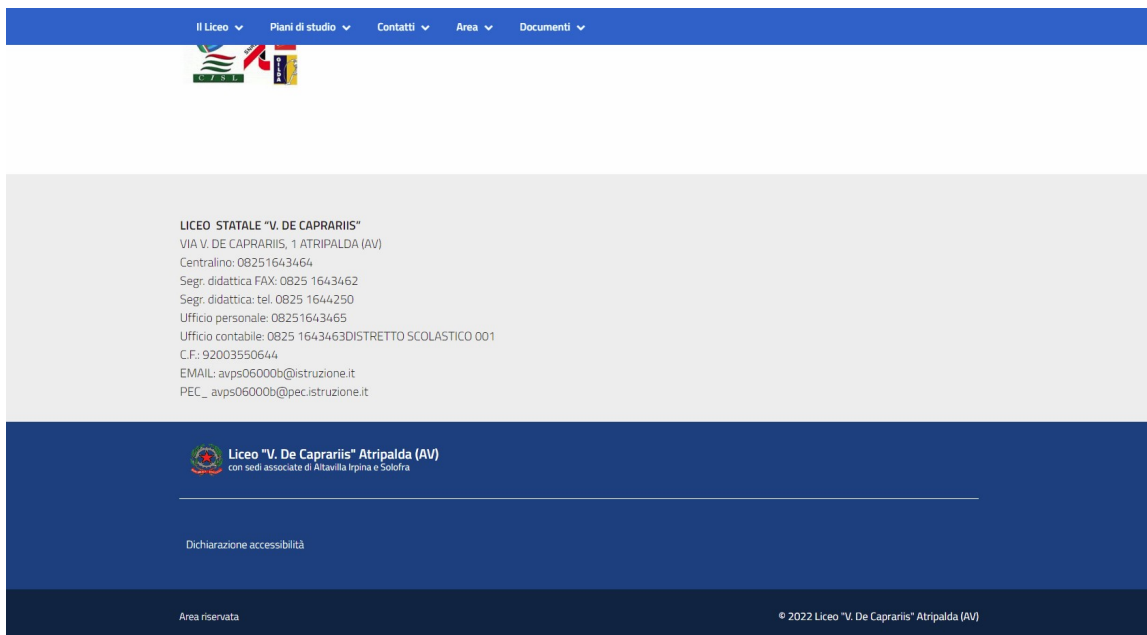 Il Liceo Piani di studio Contatti Area Documenti
CISL
GILDA
LICEO STATALE “V. DE CAPRARIIS”
VIA V. DE CAPRARIIS, 1 ATRIPALDA (AV)
Centralino: 08251643464
Segr. didattica FAX: 0825 1643462
Segr. didattica: tel. 0825 1644250
Ufficio personale: 08251643465
Ufficio contabile: 0825 1643463DISTRETTO SCOLASTICO 001
C.F.: 92003550644
EMAIL: avps06000b@istruzione.it
PEC_ avps06000b@pec.istruzione.it
Liceo "V. De Caprariis" Atripalda (AV)
con sedi associate di Altavilla Irpina e Solofra
Dichiarazione accessibilità
Area riservata
© 2022 Liceo "V. De Caprariis" Atripalda (AV)